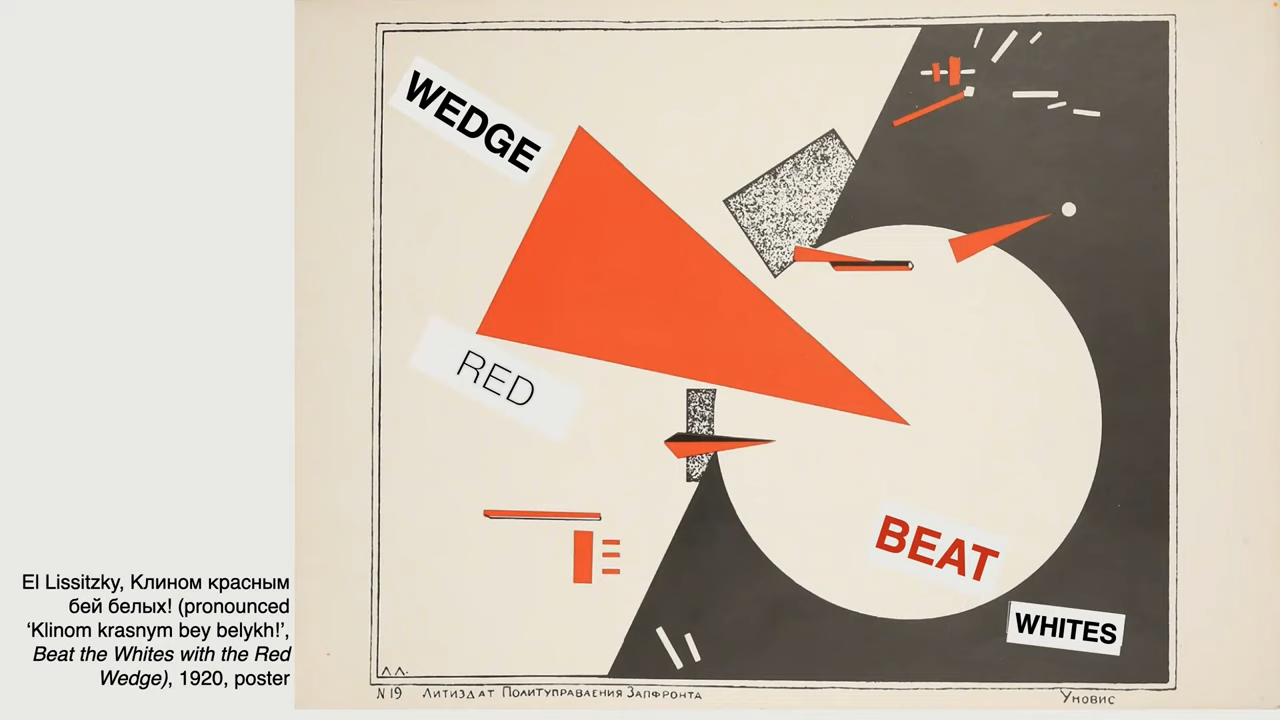 WEDGE
RED
BEAT
WHITES
El Lissitzky, Клином красным
бей белых! (pronounced
‘Klinom krasnym bey belykh!’,
Beat the Whites with the Red
Wedge), 1920, poster
ЛЛ.
N 19 Литиздат Политуправления Запфронта
Уновис